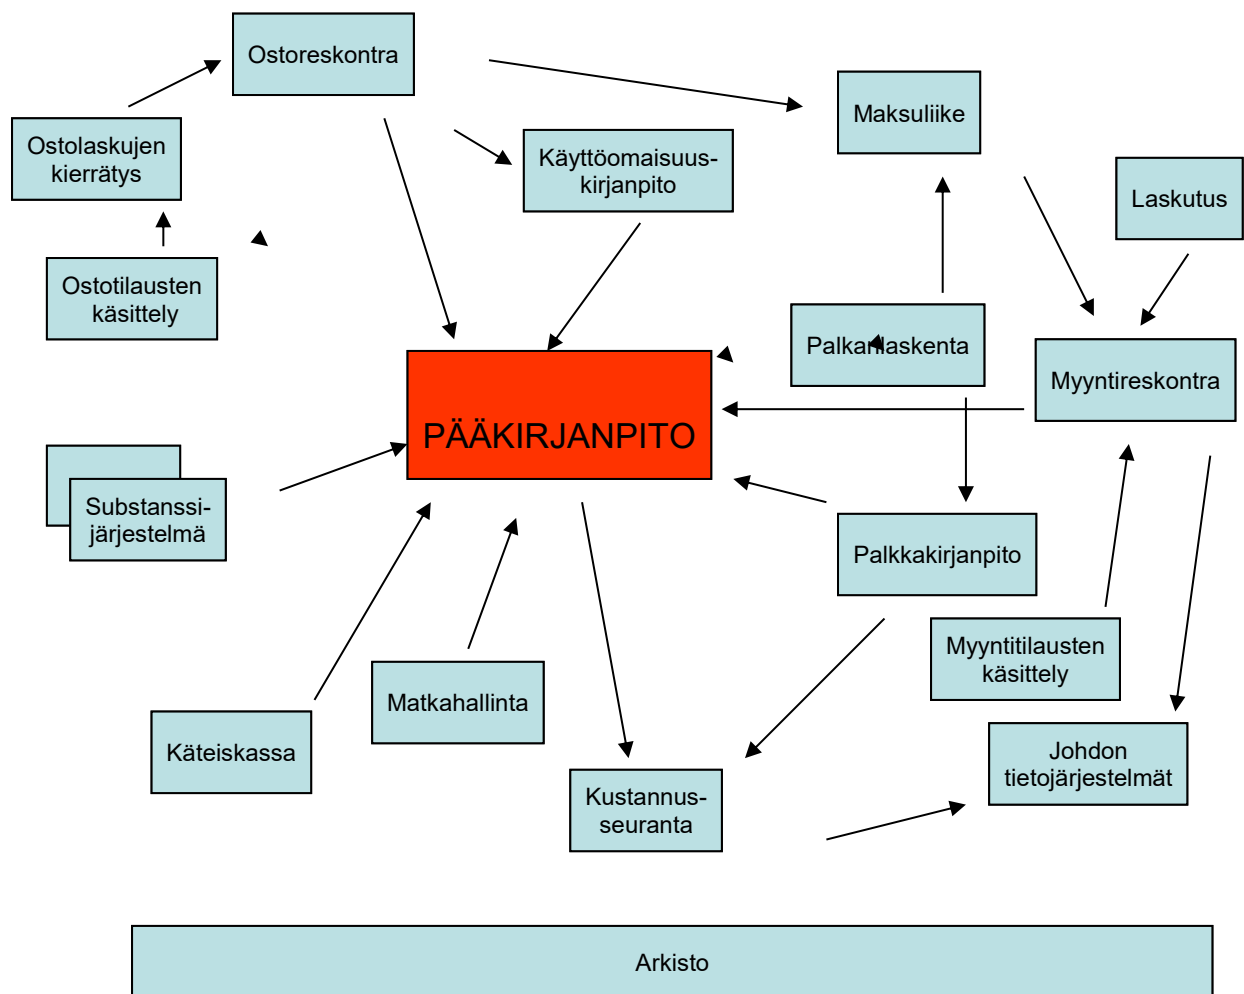 Ostoreskontra
Maksuliike
Ostolaskujen
kierrätys
Käyttöomaisuus-
kirjanpito
Laskutus
Ostotilausten
käsittely
Palkanlaskenta
Myyntireskontra
PÄÄKIRJANPITO
Substanssi-
järjestelmä
Palkkakirjanpito
Myyntitilausten
käsittely
Matkahallinta
Käteiskassa
Johdon
tietojärjestelmät
Kustannus-
seuranta
Arkisto